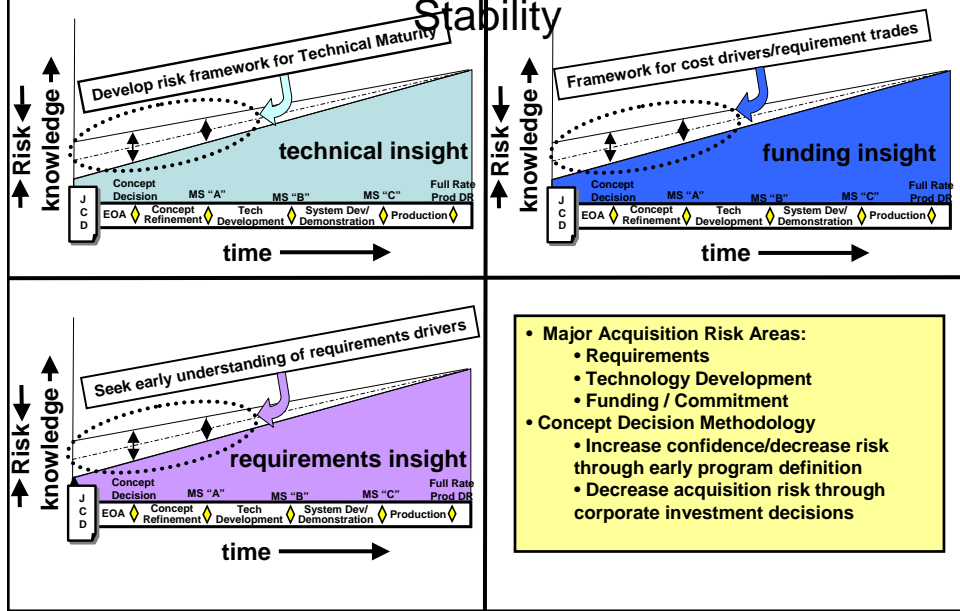 Stability
Develop risk framework for Technical Maturity
Risk
knowledge
technical insight
Concept
Decision
MS “A”
MS “B”
MS “C”
Full Rate
Prod DR
J
C
D
EOA
Concept
Refinement
Tech
Development
System Dev/
Demonstration
Production
time
Framework for cost drivers/requirement trades
Risk
knowledge
funding insight
Concept
Decision
MS “A”
MS “B”
MS “C”
Full Rate
Prod DR
J
C
D
EOA
Concept
Refinement
Tech
Development
System Dev/
Demonstration
Production
time
Seek early understanding of requirements drivers
Risk
knowledge
requirements insight
Concept
Decision
MS “A”
MS “B”
MS “C”
Full Rate
Prod DR
J
C
D
EOA
Concept
Refinement
Tech
Development
System Dev/
Demonstration
Production
time
• Major Acquisition Risk Areas:
• Requirements
• Technology Development
• Funding / Commitment
• Concept Decision Methodology
• Increase confidence/decrease risk
through early program definition
• Decrease acquisition risk through
corporate investment decisions